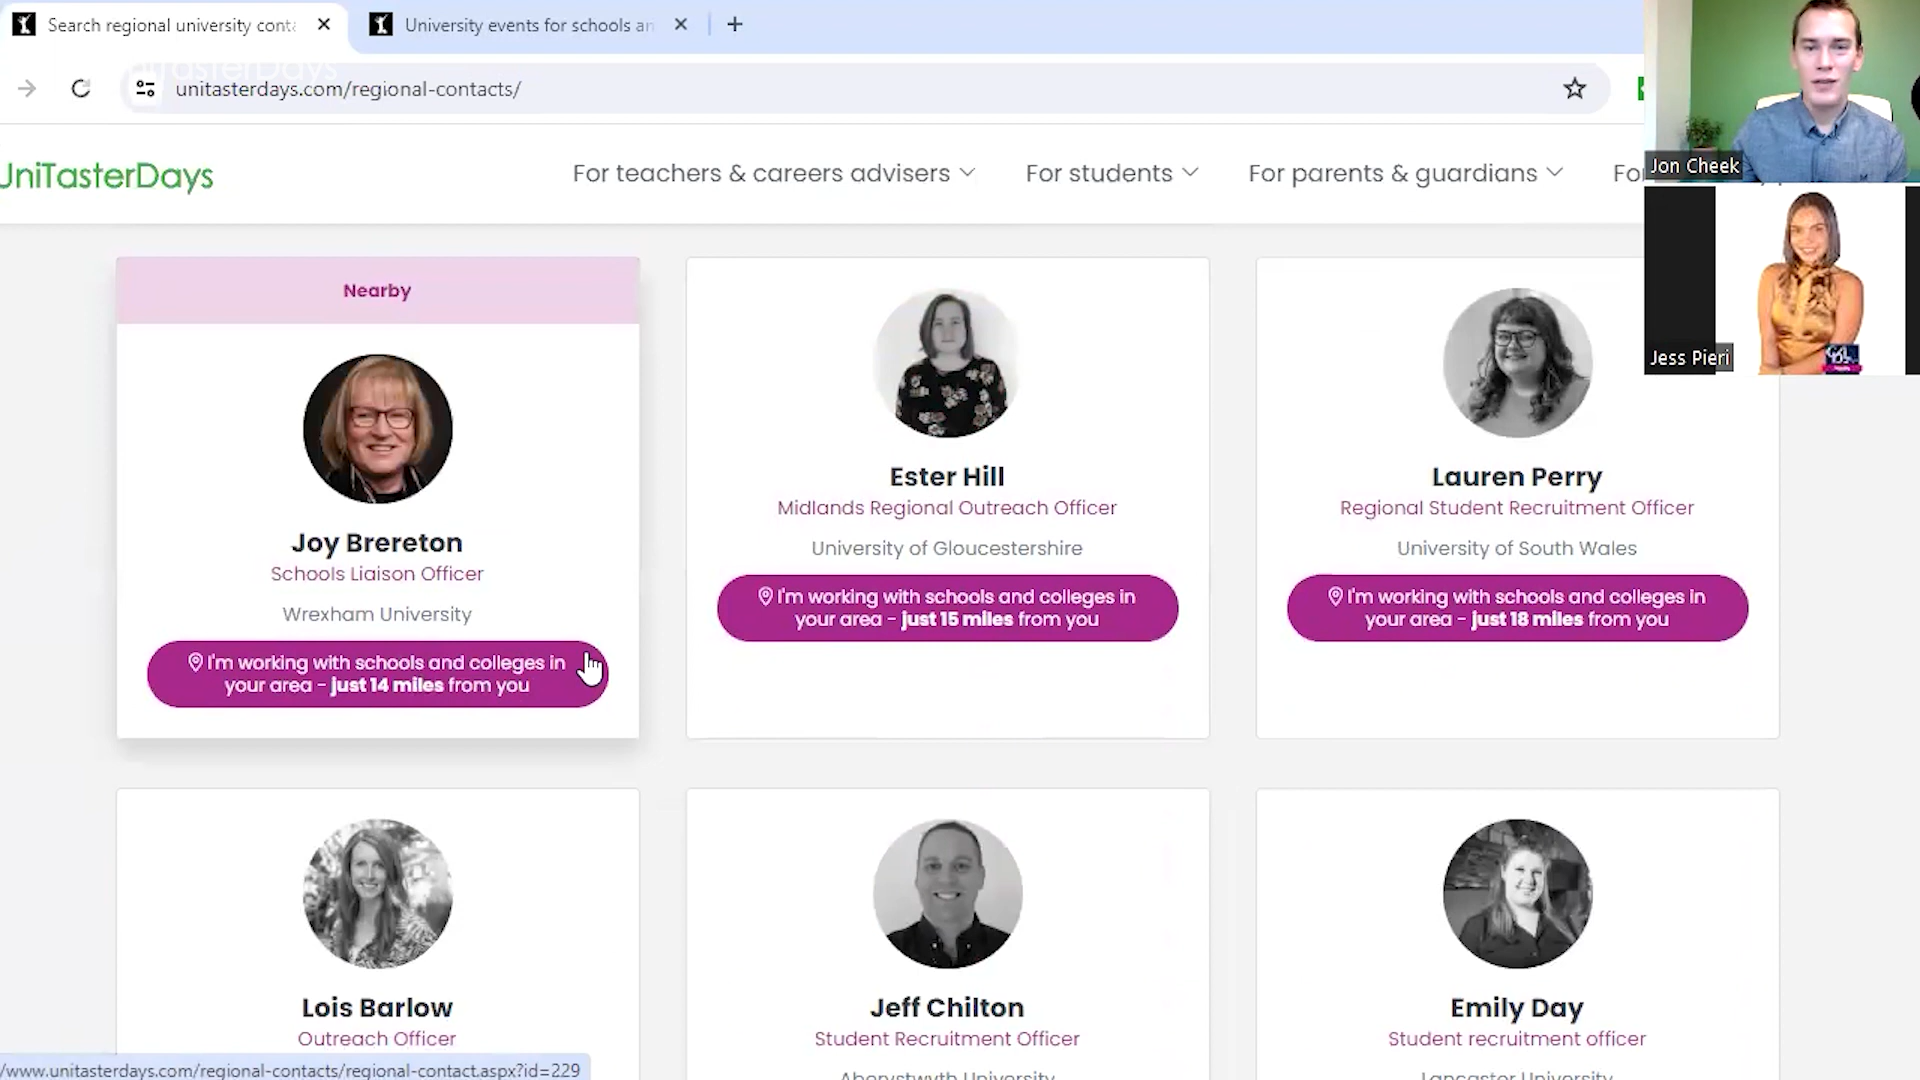 Search regional university conta
University events for schools an
unitasterdays.com/regional-contacts/
UniTasterDays
For teachers & careers advisers
For students
For parents & guardians
For
Jon Cheek
Jess Pieri
Nearby
Joy Brereton
Schools Liaison Officer
Wrexham University
I'm working with schools and colleges in
your area - just 14 miles from you
Ester Hill
Midlands Regional Outreach Officer
University of Gloucestershire
I'm working with schools and colleges in
your area - just 15 miles from you
Lauren Perry
Regional Student Recruitment Officer
University of South Wales
I'm working with schools and colleges in
your area - just 18 miles from you
Lois Barlow
Outreach Officer
Jeff Chilton
Student Recruitment Officer
Aberystwyth University
Emily Day
Student recruitment officer
Lancaster University
/www.unitasterdays.com/regional-contacts/regional-contact.aspx?id=229